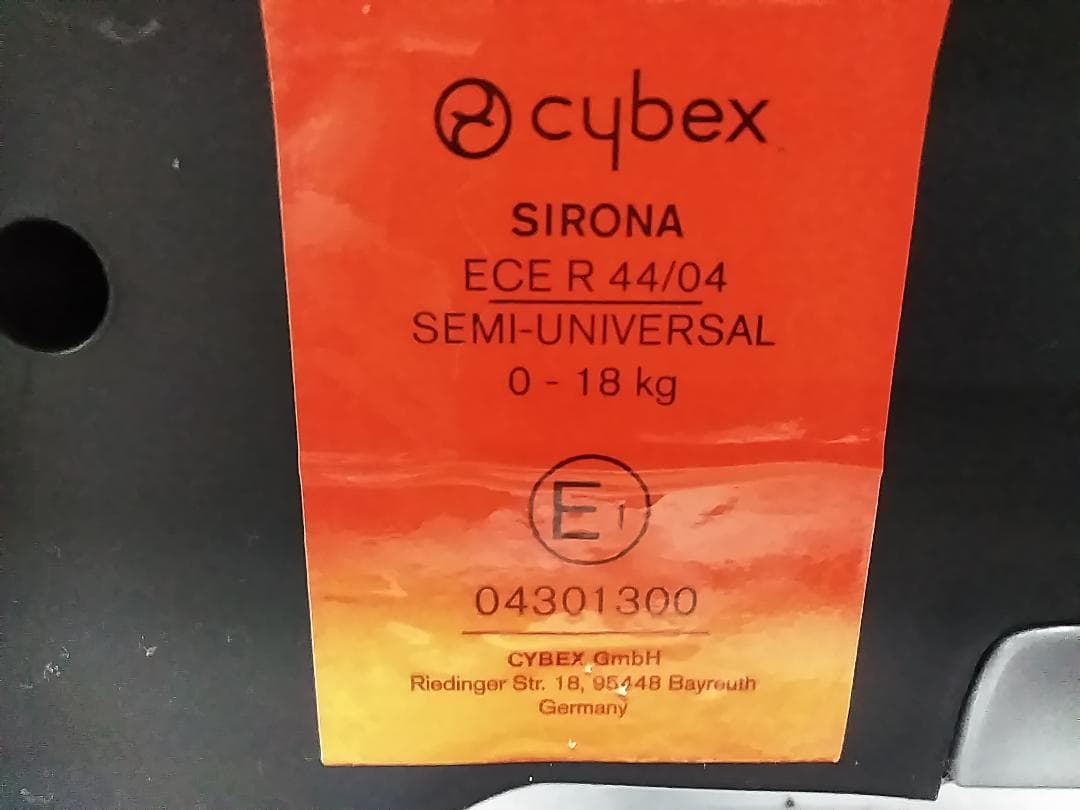 cybex
SIRONA
ECE R 44/04
SEMI-UNIVERSAL
0 - 18 kg
E1
04301300
CYBEX GmbH
Riedinger Str. 18, 95448 Bayreuth
Germany